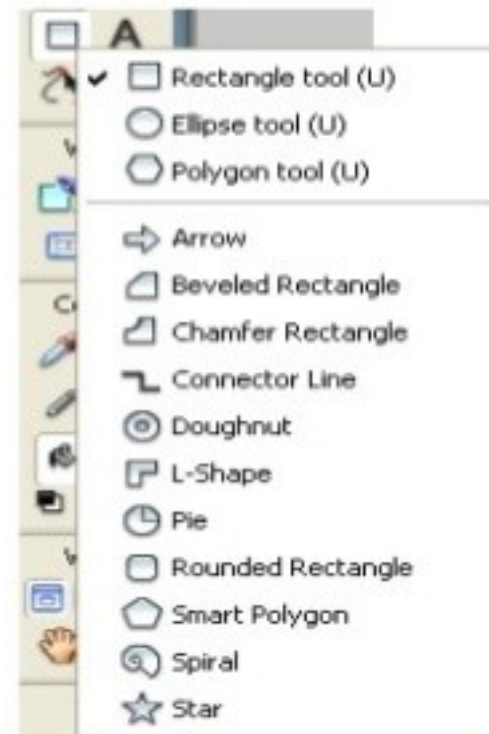 A
Rectangle tool (U)
Ellipse tool (U)
Polygon tool (U)
Arrow
Beveled Rectangle
Chamfer Rectangle
Connector Line
Doughnut
L-Shape
Pie
Rounded Rectangle
Smart Polygon
Spiral
Star